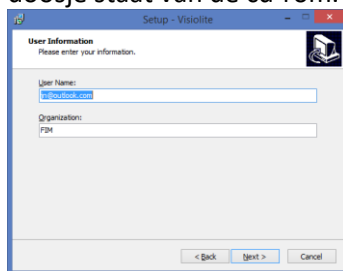 doosje staat van de cd-rom.
Setup - Visiolite
User Information
Please enter your information.
User Name:
n@outlook.com
Organization:
FIM
< Back Next > Cancel